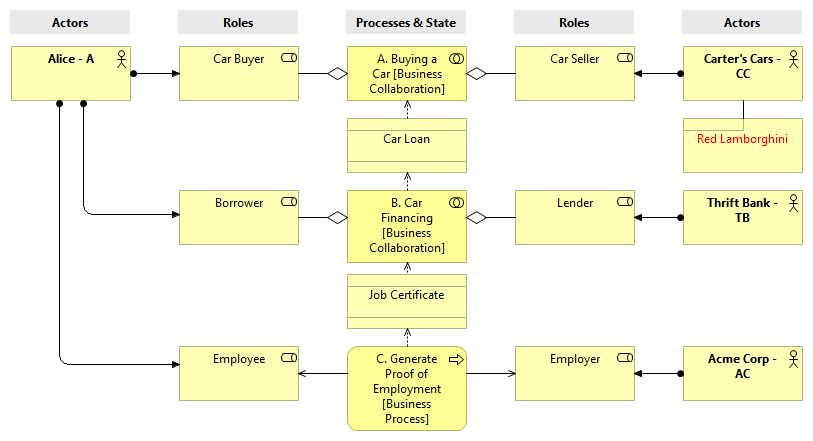 Actors
Roles
Processes & State
Roles
Actors
Alice - A
Car Buyer
A. Buying a
Car [Business
Collaboration]
Car Seller
Carter's Cars -
CC
Car Loan
Red Lamborghini
Borrower
B. Car
Financing
[Business
Collaboration]
Lender
Thrift Bank -
TB
Job Certificate
Employee
C. Generate
Proof of
Employment
[Business
Process]
Employer
Acme Corp -
AC